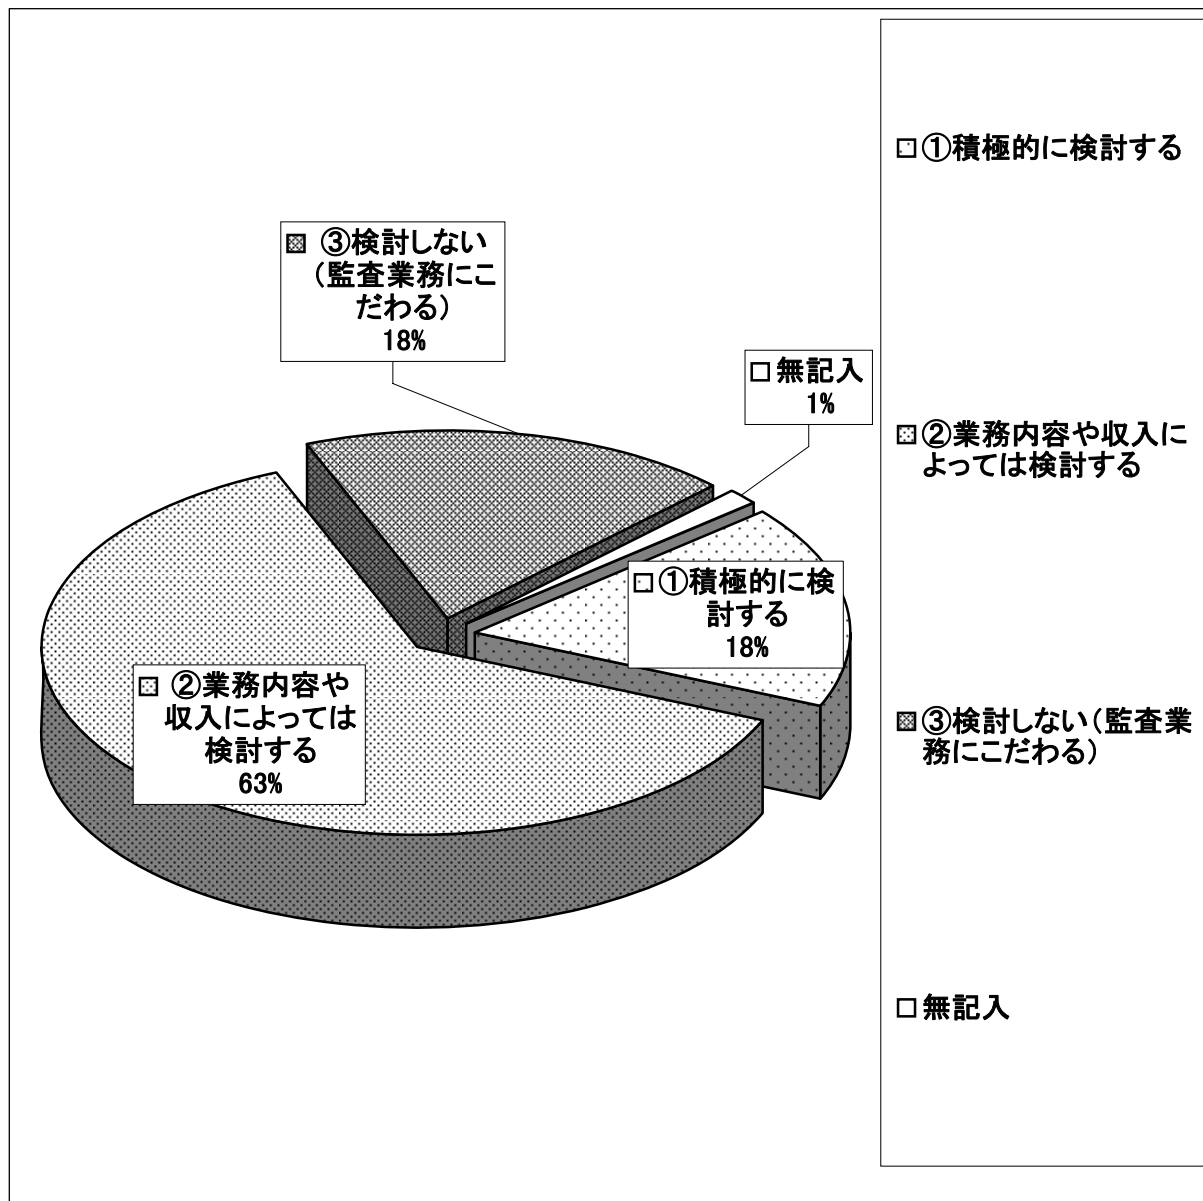 ③検討しない
（監査業務にこ
だわる）
18%
無記入
1%
①積極的に検
討する
18%
②業務内容や
収入によっては
検討する
63%
①積極的に検討する
②業務内容や収入に
よっては検討する
③検討しない（監査業
務にこだわる）
無記入